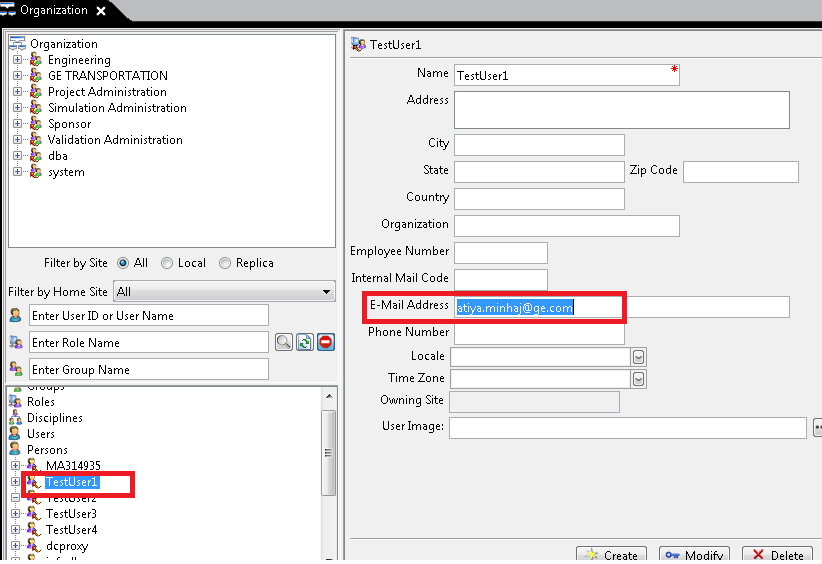 Organization
Organization
Engineering
GE TRANSPORTATION
Project Administration
Simulation Administration
Sponsor
Validation Administration
dba
system
Filter by Site All Local Replica
Filter by Home Site All
Enter User ID or User Name
Enter Role Name
Enter Group Name
Groups
Roles
Disciplines
Users
Persons
MA314935
TestUser1
TestUser2
TestUser3
TestUser4
dcproxy
TestUser1
Name TestUser1 *
Address
City
State Zip Code
Country
Organization
Employee Number
Internal Mail Code
E-Mail Address atiya.minhaj@ge.com
Phone Number
Locale
Time Zone
Owning Site
User Image:
Create Modify Delete